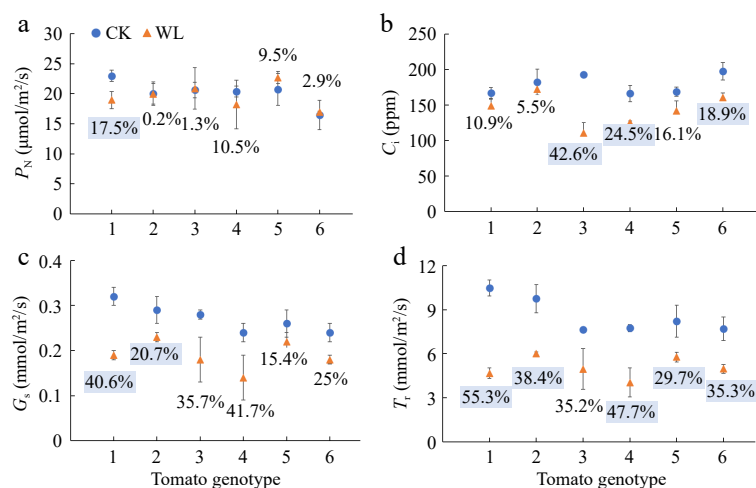 a
CK WL
P_N (μmol/m²/s)
30
25
20
15
10
5
0
17.5%
0.2%
1.3%
10.5%
9.5%
2.9%
1 2 3 4 5 6
b
C_i (ppm)
250
200
150
100
50
0
10.9%
5.5%
42.6%
24.5%
16.1%
18.9%
1 2 3 4 5 6
Tomato genotype
c
G_s (mmol/m²/s)
0.4
0.3
0.2
0.1
0
40.6%
20.7%
35.7%
41.7%
15.4%
25%
1 2 3 4 5 6
Tomato genotype
d
T_r (mmol/m²/s)
12
9
6
3
0
55.3%
38.4%
35.2%
47.7%
29.7%
35.3%
1 2 3 4 5 6
Tomato genotype